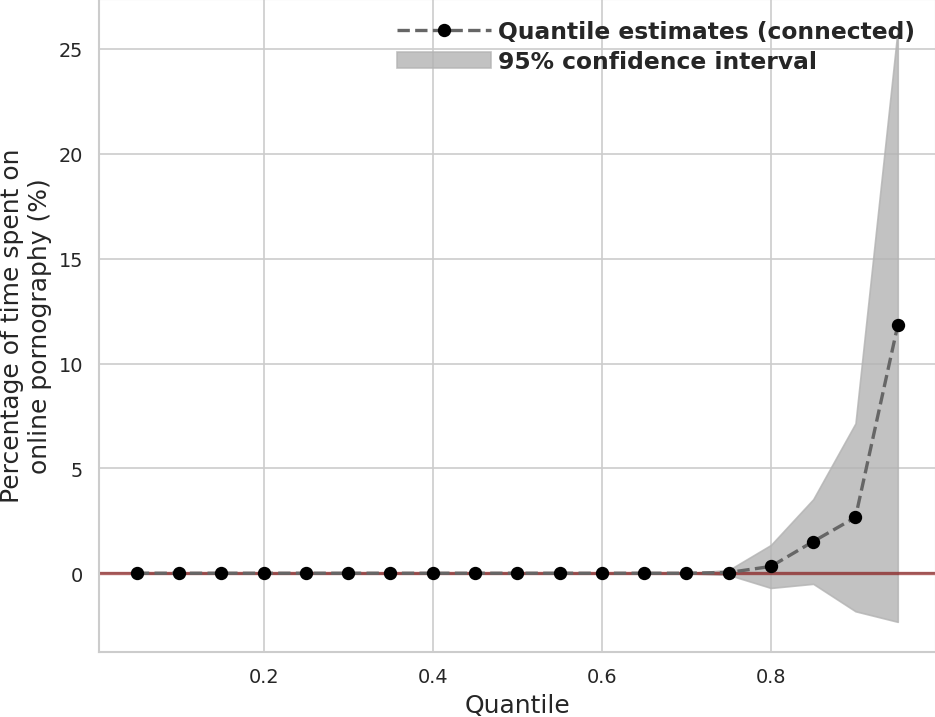 Quantile estimates (connected)
95% confidence interval
25
20
15
10
5
0
Percentage of time spent on
online pornography (%)
0.2
0.4
0.6
0.8
Quantile